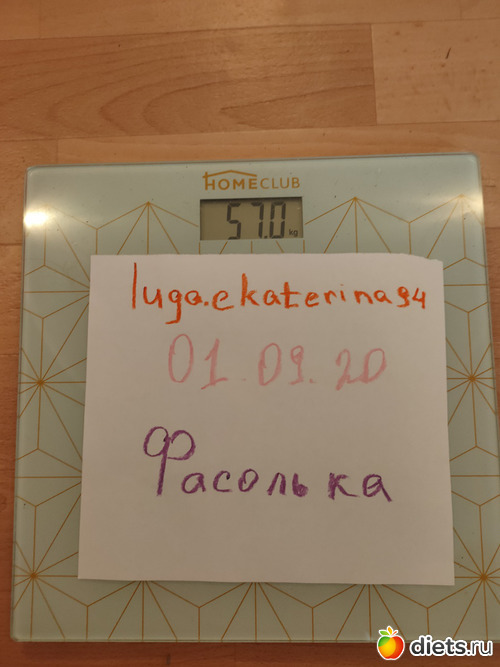 HOMECLUB
57.0 kg
luga.ekaterina94
01.09.20
Фасолька
diets.ru